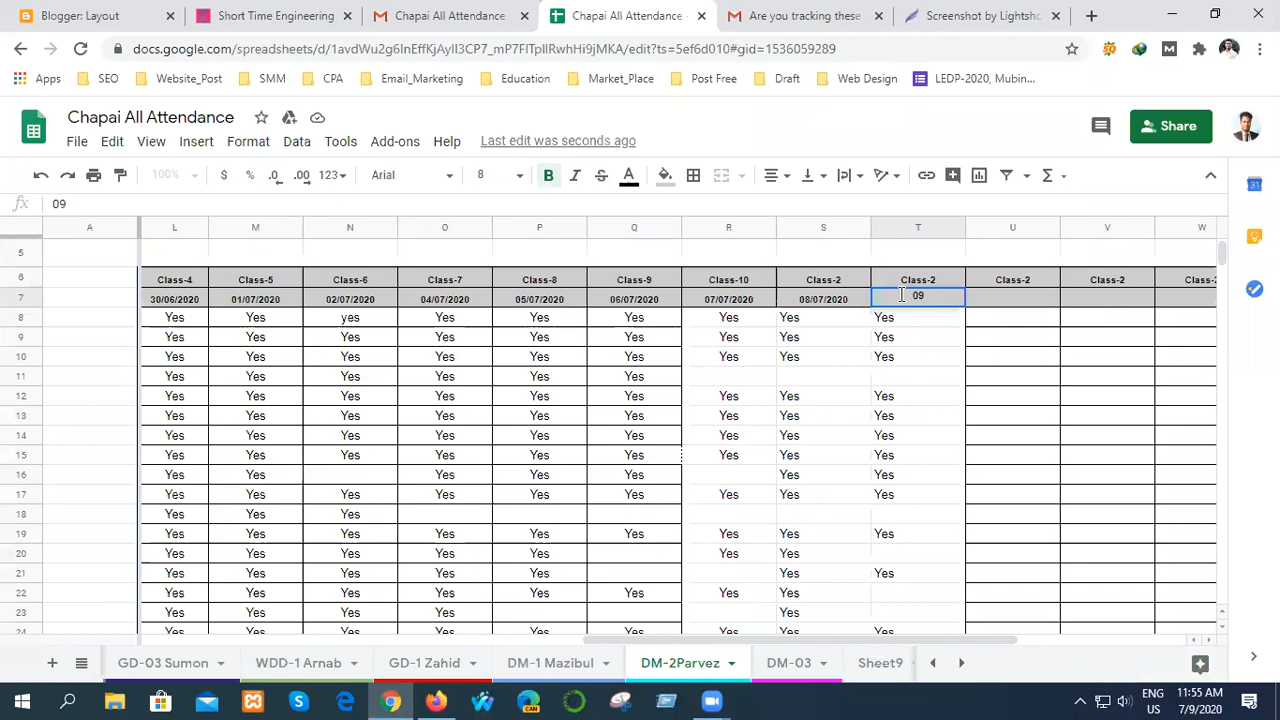 Blogger: Layout
Short Time Engineering
Chapai All Attendance
Chapai All Attendance
Are you tracking these
Screenshot by Lightsho
docs.google.com/spreadsheets/d/1avdWu2g6lnEffKjAylI3CP7_mP7FlTpllRwhHi9jMKA/edit?ts=5ef6d010#gid=1536059289
Apps SEO Website_Post SMM CPA Email_Marketing Education Market_Place Post Free Draft Web Design LEDP-2020, Mubin...
Chapai All Attendance
File Edit View Insert Format Data Tools Add-ons Help Last edit was seconds ago
Share
100% $ % .0 .00 123 Arial 8 B I S A
fx 09
A L M N O P Q R S T U V W
5
6 Class-4 Class-5 Class-6 Class-7 Class-8 Class-9 Class-10 Class-2 Class-2 Class-2 Class-2 Class-2
7 30/06/2020 01/07/2020 02/07/2020 04/07/2020 05/07/2020 06/07/2020 07/07/2020 08/07/2020 09
8 Yes Yes yes Yes Yes Yes Yes Yes Yes
9 Yes Yes Yes Yes Yes Yes Yes Yes Yes
10 Yes Yes Yes Yes Yes Yes Yes Yes Yes
11 Yes Yes Yes Yes Yes Yes
12 Yes Yes Yes Yes Yes Yes Yes Yes Yes
13 Yes Yes Yes Yes Yes Yes Yes Yes Yes
14 Yes Yes Yes Yes Yes Yes Yes Yes Yes
15 Yes Yes Yes Yes Yes Yes Yes Yes Yes
16 Yes Yes Yes Yes Yes Yes Yes
17 Yes Yes Yes Yes Yes Yes Yes Yes Yes
18 Yes Yes Yes
19 Yes Yes Yes Yes Yes Yes Yes Yes Yes
20 Yes Yes Yes Yes Yes Yes Yes
21 Yes Yes Yes Yes Yes Yes Yes
22 Yes Yes Yes Yes Yes Yes Yes Yes
23 Yes Yes Yes Yes Yes
24 Yes Yes Yes Yes Yes Yes Yes Yes Yes
GD-03 Sumon WDD-1 Arnab GD-1 Zahid DM-1 Mazibul DM-2Parvez DM-03 Sheet9
ENG
US
11:55 AM
7/9/2020